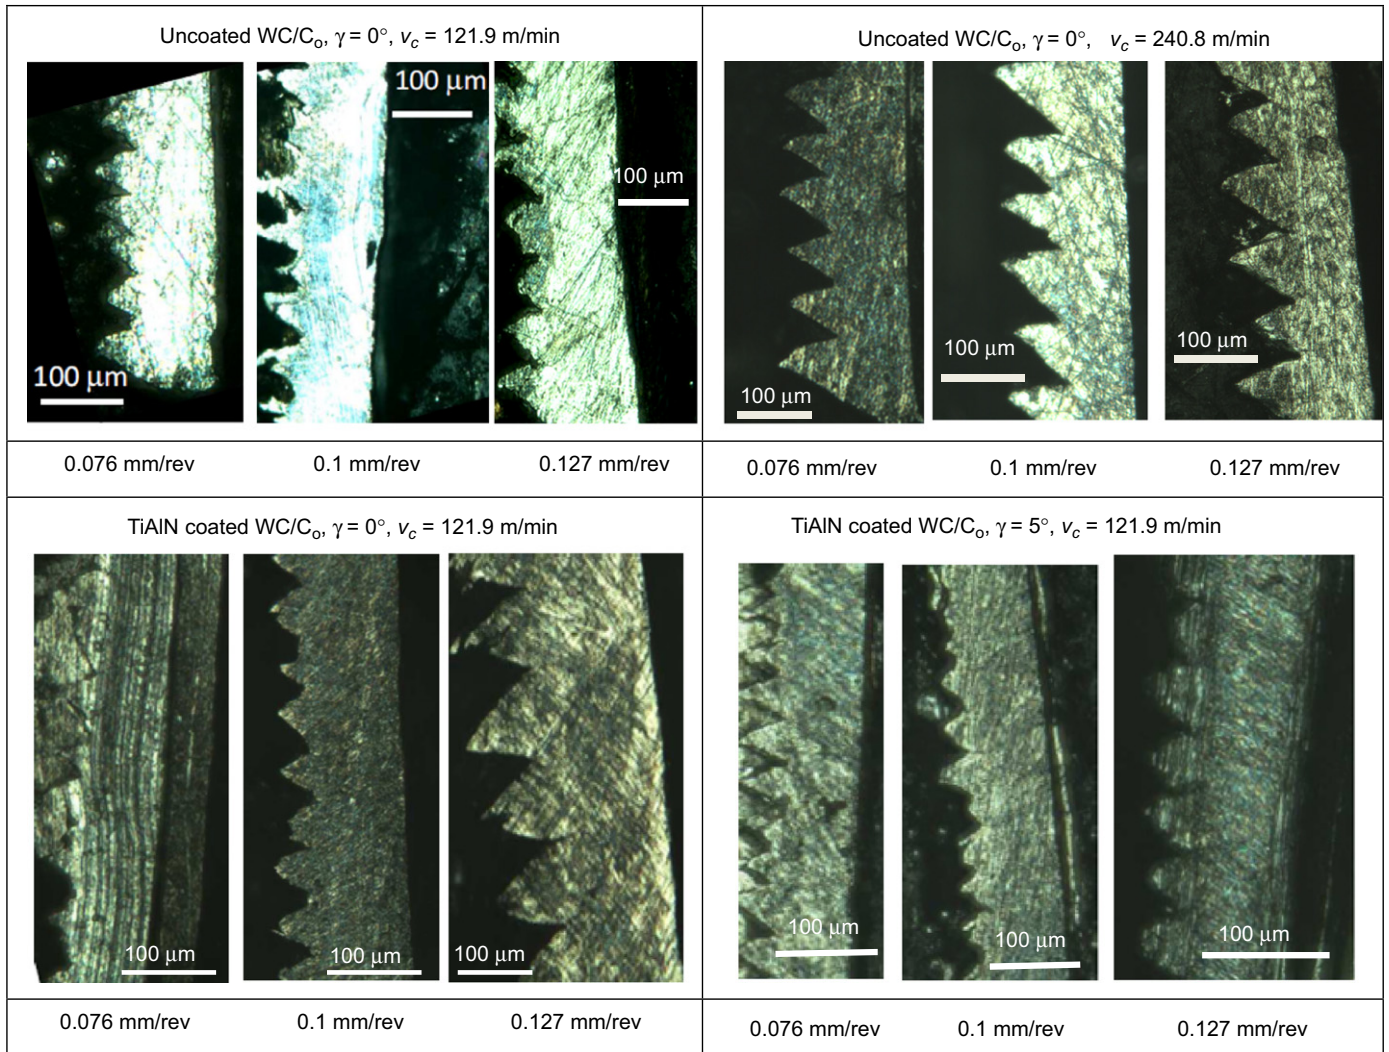 Uncoated WC/Co, γ = 0°, vc = 121.9 m/min
Uncoated WC/Co, γ = 0°, vc = 240.8 m/min
100 µm
100 µm
100 µm
100 µm
100 µm
100 µm
0.076 mm/rev
0.1 mm/rev
0.127 mm/rev
0.076 mm/rev
0.1 mm/rev
0.127 mm/rev
TiAlN coated WC/Co, γ = 0°, vc = 121.9 m/min
TiAlN coated WC/Co, γ = 5°, vc = 121.9 m/min
100 µm
100 µm
100 µm
100 µm
100 µm
100 µm
0.076 mm/rev
0.1 mm/rev
0.127 mm/rev
0.076 mm/rev
0.1 mm/rev
0.127 mm/rev